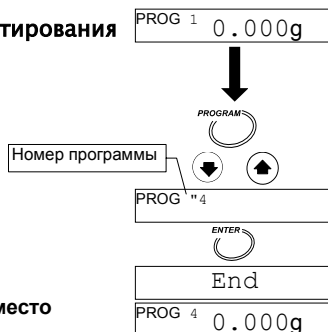 PROG 1 0.000g
тирования
PROGRAM
Номер программы
PROG "4
ENTER
End
место
PROG 4 0.000g